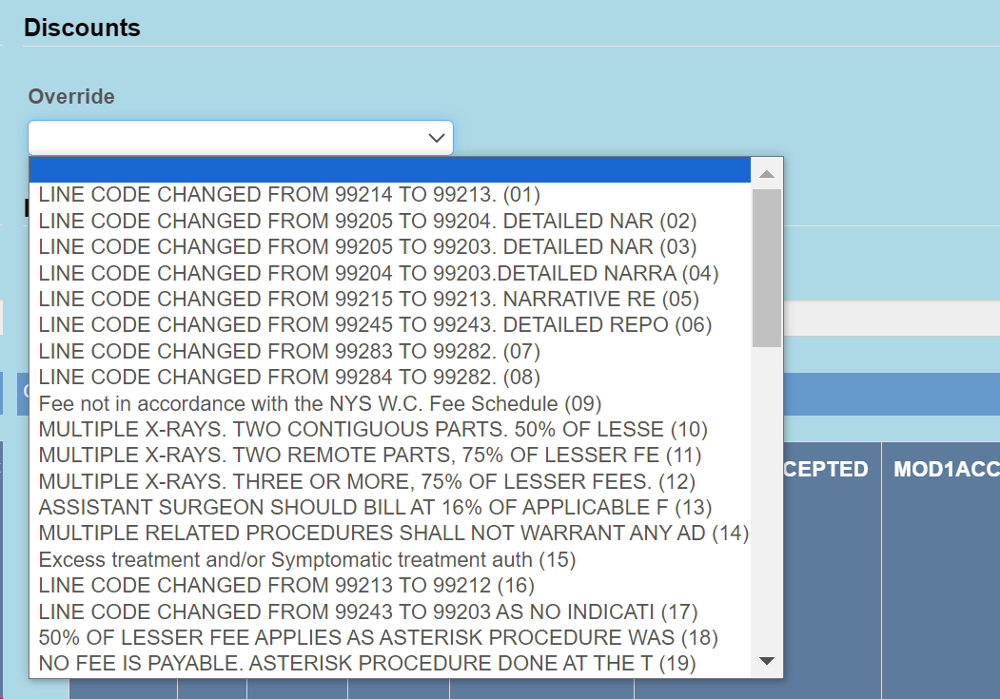 Discounts
Override
LINE CODE CHANGED FROM 99214 TO 99213. (01)
LINE CODE CHANGED FROM 99205 TO 99204. DETAILED NAR (02)
LINE CODE CHANGED FROM 99205 TO 99203. DETAILED NAR (03)
LINE CODE CHANGED FROM 99204 TO 99203.DETAILED NARRA (04)
LINE CODE CHANGED FROM 99215 TO 99213. NARRATIVE RE (05)
LINE CODE CHANGED FROM 99245 TO 99243. DETAILED REPO (06)
LINE CODE CHANGED FROM 99283 TO 99282. (07)
LINE CODE CHANGED FROM 99284 TO 99282. (08)
Fee not in accordance with the NYS W.C. Fee Schedule (09)
MULTIPLE X-RAYS. TWO CONTIGUOUS PARTS. 50% OF LESSE (10)
MULTIPLE X-RAYS. TWO REMOTE PARTS, 75% OF LESSER FE (11)
MULTIPLE X-RAYS. THREE OR MORE, 75% OF LESSER FEES. (12)
CEPTED MOD1ACC
ASSISTANT SURGEON SHOULD BILL AT 16% OF APPLICABLE F (13)
MULTIPLE RELATED PROCEDURES SHALL NOT WARRANT ANY AD (14)
Excess treatment and/or Symptomatic treatment auth (15)
LINE CODE CHANGED FROM 99213 TO 99212 (16)
LINE CODE CHANGED FROM 99243 TO 99203 AS NO INDICATI (17)
50% OF LESSER FEE APPLIES AS ASTERISK PROCEDURE WAS (18)
NO FEE IS PAYABLE. ASTERISK PROCEDURE DONE AT THE T (19)